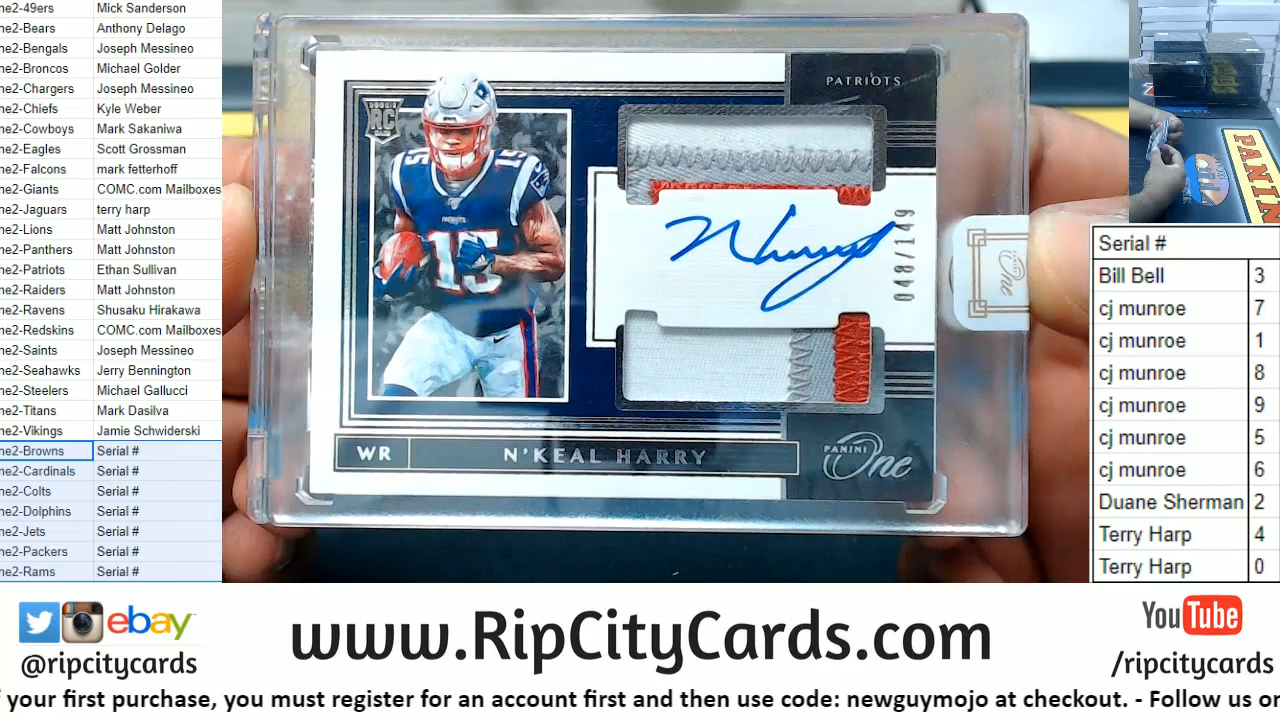 ne2-49ers Mick Sanderson
ne2-Bears Anthony Delago
ne2-Bengals Joseph Messineo
ne2-Broncos Michael Golder
ne2-Chargers Joseph Messineo
ne2-Chiefs Kyle Weber
ne2-Cowboys Mark Sakaniwa
ne2-Eagles Scott Grossman
ne2-Falcons mark fetterhoff
ne2-Giants COMC.com Mailboxes
ne2-Jaguars terry harp
ne2-Lions Matt Johnston
ne2-Panthers Matt Johnston
ne2-Patriots Ethan Sullivan
ne2-Raiders Matt Johnston
ne2-Ravens Shusaku Hirakawa
ne2-Redskins COMC.com Mailboxes
ne2-Saints Joseph Messineo
ne2-Seahawks Jerry Bennington
ne2-Steelers Michael Gallucci
ne2-Titans Mark Dasilva
ne2-Vikings Jamie Schwiderski
ne2-Browns Serial #
ne2-Cardinals Serial #
ne2-Colts Serial #
ne2-Dolphins Serial #
ne2-Jets Serial #
ne2-Packers Serial #
ne2-Rams Serial #
PATRIOTS
RC
15
15
PATRIOTS
15
048/149
One
WR N'KEAL HARRY
PANINI
One
PANINI
Serial #
Bill Bell 3
cj munroe 7
cj munroe 1
cj munroe 8
cj munroe 9
cj munroe 5
cj munroe 6
Duane Sherman 2
Terry Harp 4
Terry Harp 0
ebay
@ripcitycards
www.RipCityCards.com
YouTube
/ripcitycards
f your first purchase, you must register for an account first and then use code: newguymojo at checkout. - Follow us on